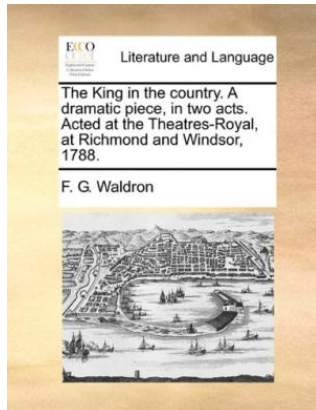 ECCO
Literature and Language
The King in the country. A
dramatic piece, in two acts.
Acted at the Theatres-Royal,
at Richmond and Windsor,
1788.
F. G. Waldron